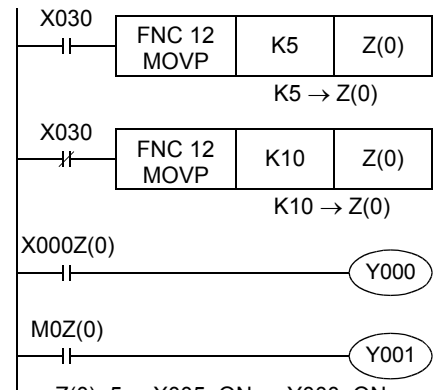 X030
FNC 12 MOVP K5 Z(0)
K5 → Z(0)
X030
FNC 12 MOVP K10 Z(0)
K10 → Z(0)
X000Z(0)
Y000
M0Z(0)
Y001